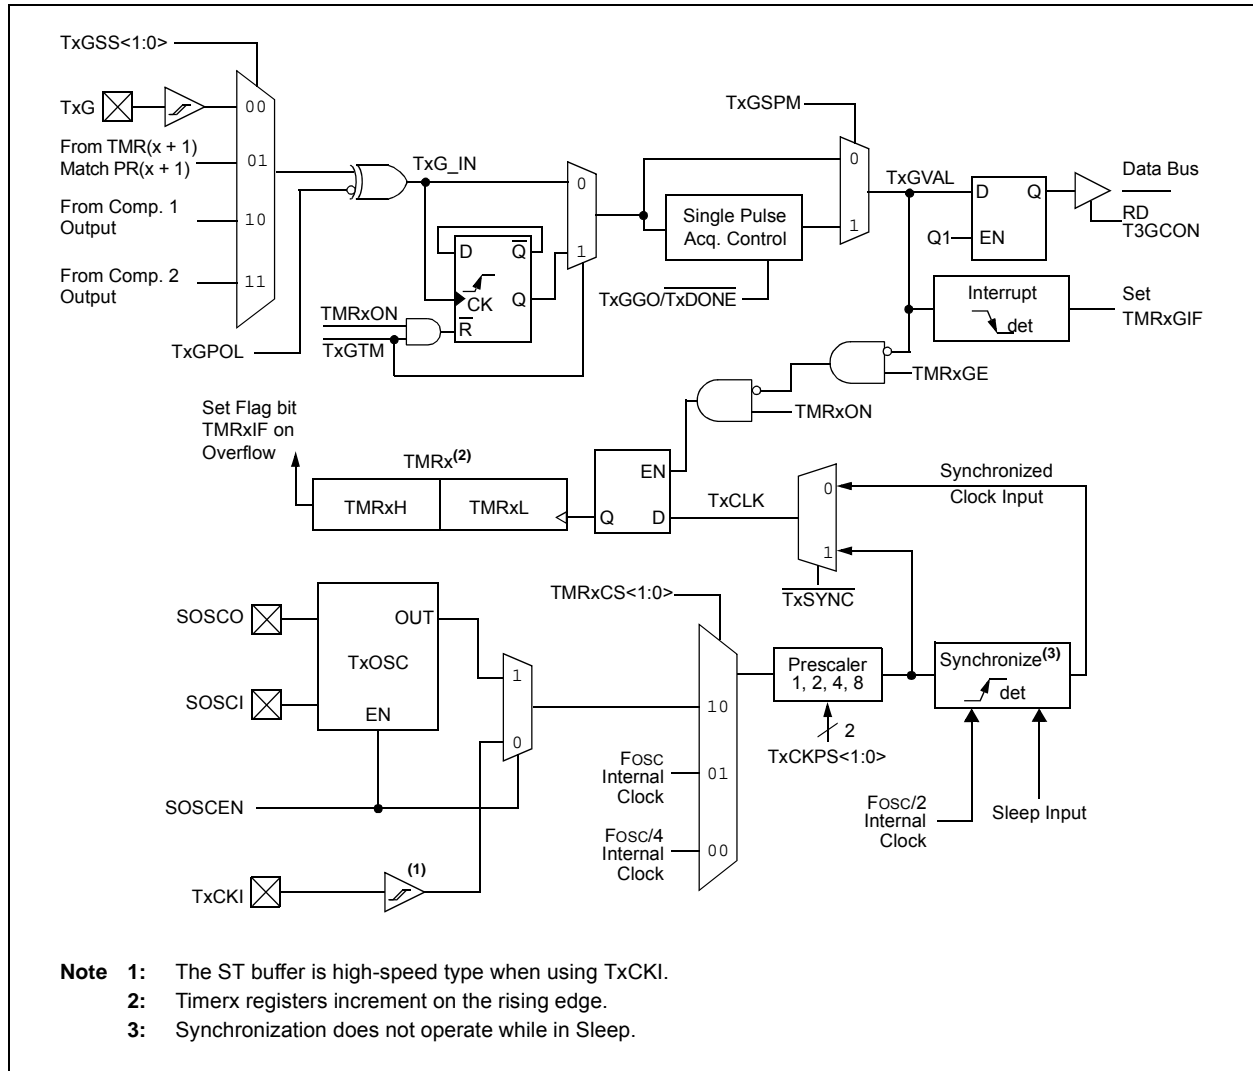 TxGSS<1:0>
TxG
00
From TMR(x + 1)
Match PR(x + 1)
01
From Comp. 1
Output
10
From Comp. 2
Output
11
TxGPOL
TxG_IN
0
1
D
Q
CK
Q
R
TMRxON
TxGTM
TxGSPM
0
1
Single Pulse
Acq. Control
TxGGO/TxDONE
TxGVAL
D
Q
Q1
EN
Data Bus
RD
T3GCON
Interrupt
det
Set
TMRxGIF
TMRxGE
TMRxON
Set Flag bit
TMRxIF on
Overflow
TMRx(2)
TMRxH
TMRxL
EN
Q
D
TxCLK
0
1
TxSYNC
Synchronized
Clock Input
SOSCO
SOSCI
OUT
TxOSC
EN
SOSCEN
TxCKI
(1)
1
0
TMRxCS<1:0>
10
FOSC
Internal
Clock
01
FOSC/4
Internal
Clock
00
Prescaler
1, 2, 4, 8
2
TxCKPS<1:0>
Synchronize(3)
det
FOSC/2
Internal
Clock
Sleep Input
Note 1: The ST buffer is high-speed type when using TxCKI.
2: Timerx registers increment on the rising edge.
3: Synchronization does not operate while in Sleep.